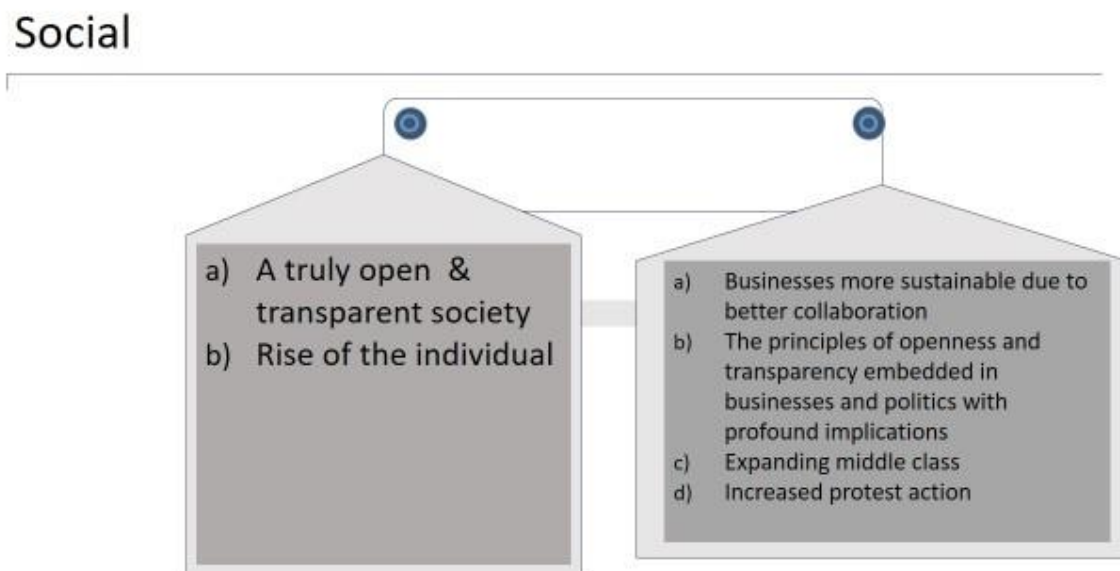 Social
a) A truly open &
transparent society
b) Rise of the individual
a) Businesses more sustainable due to
better collaboration
b) The principles of openness and
transparency embedded in
businesses and politics with
profound implications
c) Expanding middle class
d) Increased protest action